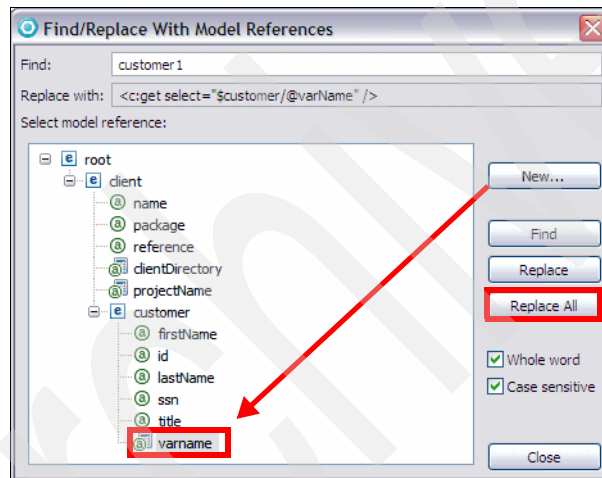 Find/Replace With Model References
Find: customer1
Replace with: <c:get select="$customer/@varName" />
Select model reference:
e root
e client
a name
a package
a reference
a clientDirectory
a projectName
e customer
a firstName
a id
a lastName
a ssn
a title
a varname
New...
Find
Replace
Replace All
Whole word
Case sensitive
Close